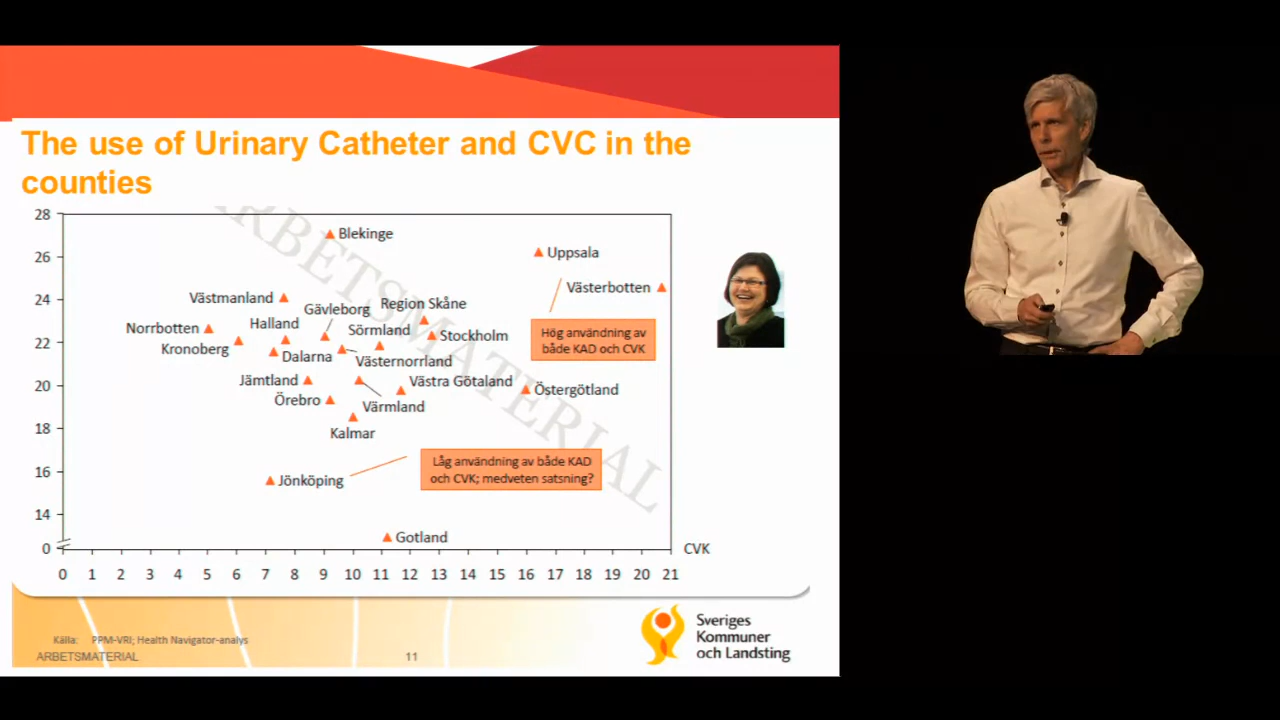 The use of Urinary Catheter and CVC in the
counties
28
26
24
22
20
18
16
14
0
Blekinge
Uppsala
Västerbotten
Västmanland
Gävleborg
Region Skåne
Norrbotten
Halland
Sörmland
Stockholm
Kronoberg
Dalarna
Västernorrland
Jämtland
Västra Götaland
Östergötland
Örebro
Värmland
Kalmar
Jönköping
Gotland
Hög användning av
både KAD och CVK
Låg användning av både KAD
och CVK; medveten satsning?
ARBETSMATERIAL
CVK
0 1 2 3 4 5 6 7 8 9 10 11 12 13 14 15 16 17 18 19 20 21
Källa: PPM-VRI; Health Navigator-analys
ARBETSMATERIAL
11
Sveriges
Kommuner
och Landsting